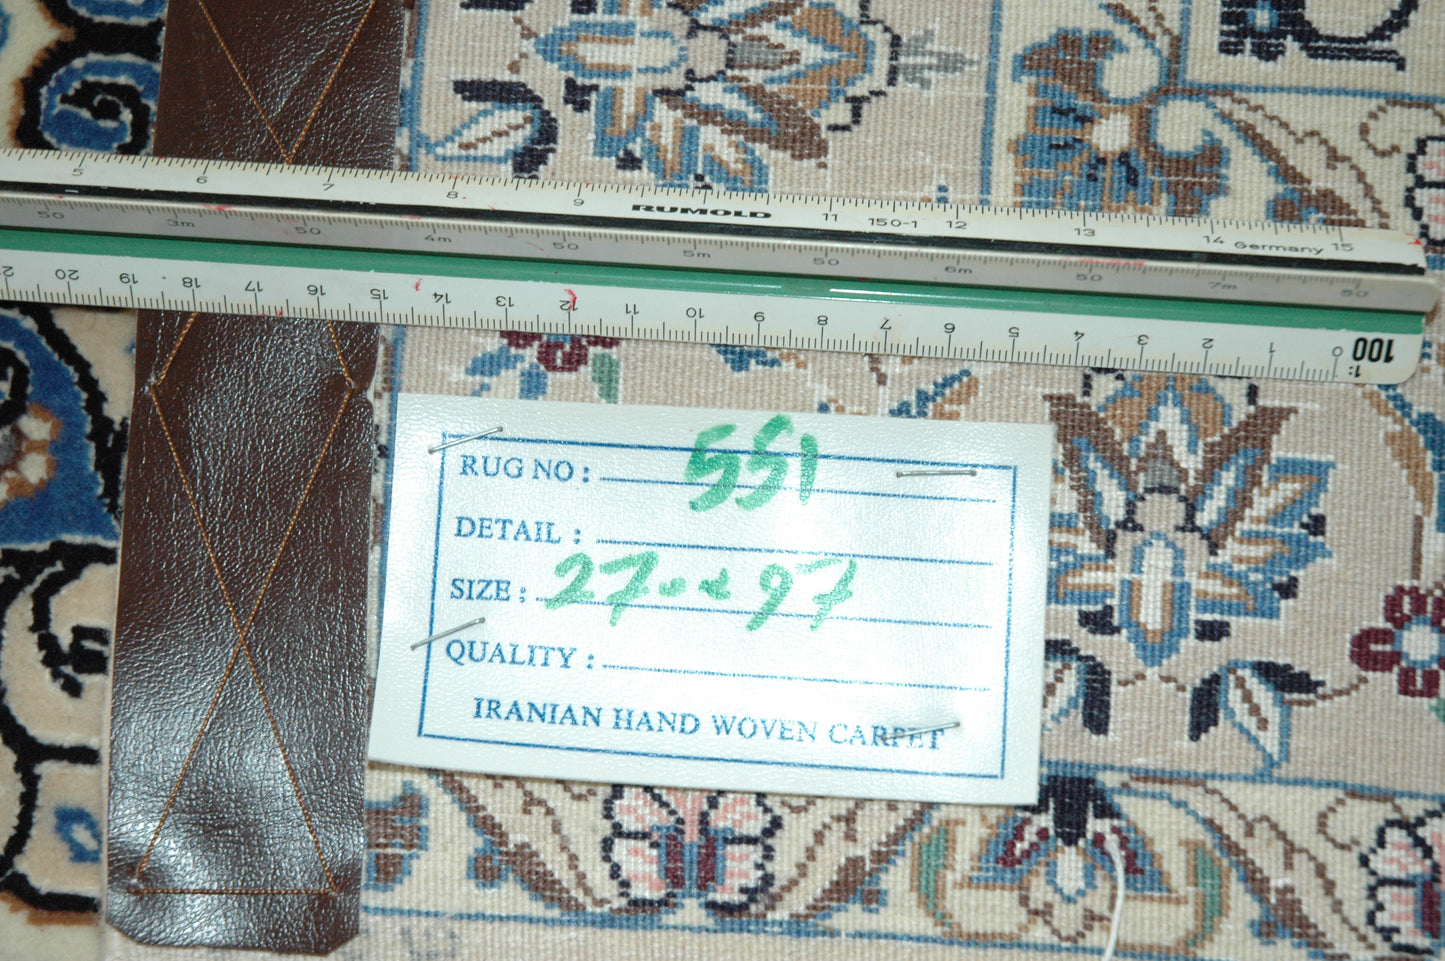 5 6 7 8 9 RUMOLD 11 150-1 12 13 14 Germany 15
50 3m 50 4m 50 5m 50 6m 50 7m 50
21 20 19 18 17 16 15 14 13 12 11 10 9 8 7 6 5 4 3 2 1 0 1:100
RUG NO : 551
DETAIL :
SIZE :
QUALITY :
IRANIAN HAND WOVEN CARPET